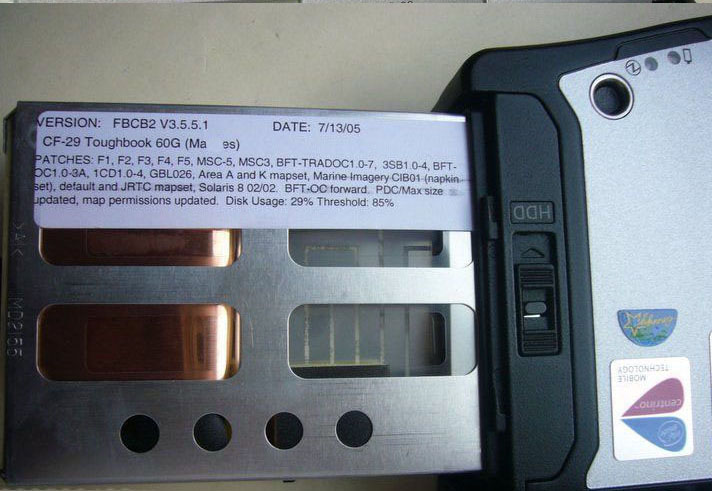 VERSION: FBCB2 V3.5.5.1 DATE: 7/13/05
CF-29 Toughbook 60G (Ma es)
PATCHES: F1, F2, F3, F4, F5, MSC-5, MSC3, BFT-TRADOC1.0-7, 3SB1.0-4, BFT-
OC1.0-3A, 1CD1.0-4, GBL026, Area A and K mapset, Marine Imagery CIB01 (napkin
set), default and JRTC mapset, Solaris 8 02/02. BFT-OC forward. PDC/Max size
updated, map permissions updated. Disk Usage: 29% Threshold: 85%
HDD
MOBILE
TECHNOLOGY
centrino